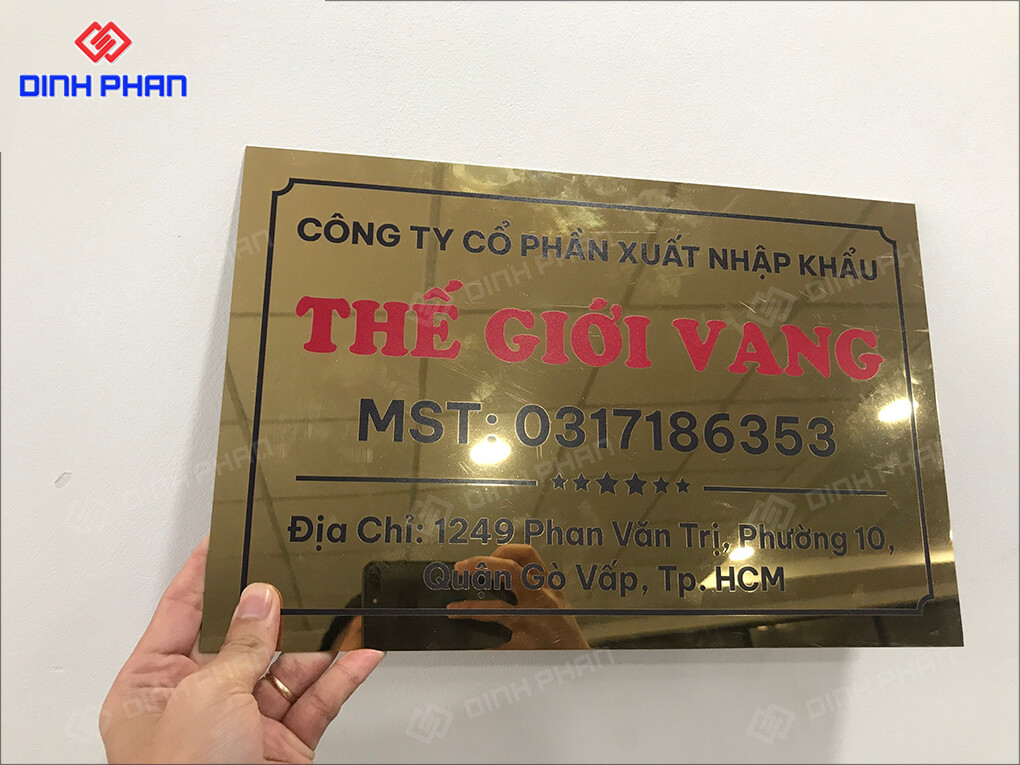 DINH PHAN
CÔNG TY CỔ PHẦN XUẤT NHẬP KHẨU
THẾ GIỚI VANG
MST: 0317186353
Địa Chỉ: 1249 Phan Văn Trị, Phường 10,
Quận Gò Vấp, Tp. HCM